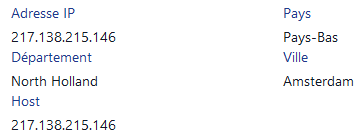 Adresse IP Pays
217.138.215.146 Pays-Bas
Département Ville
North Holland Amsterdam
Host
217.138.215.146